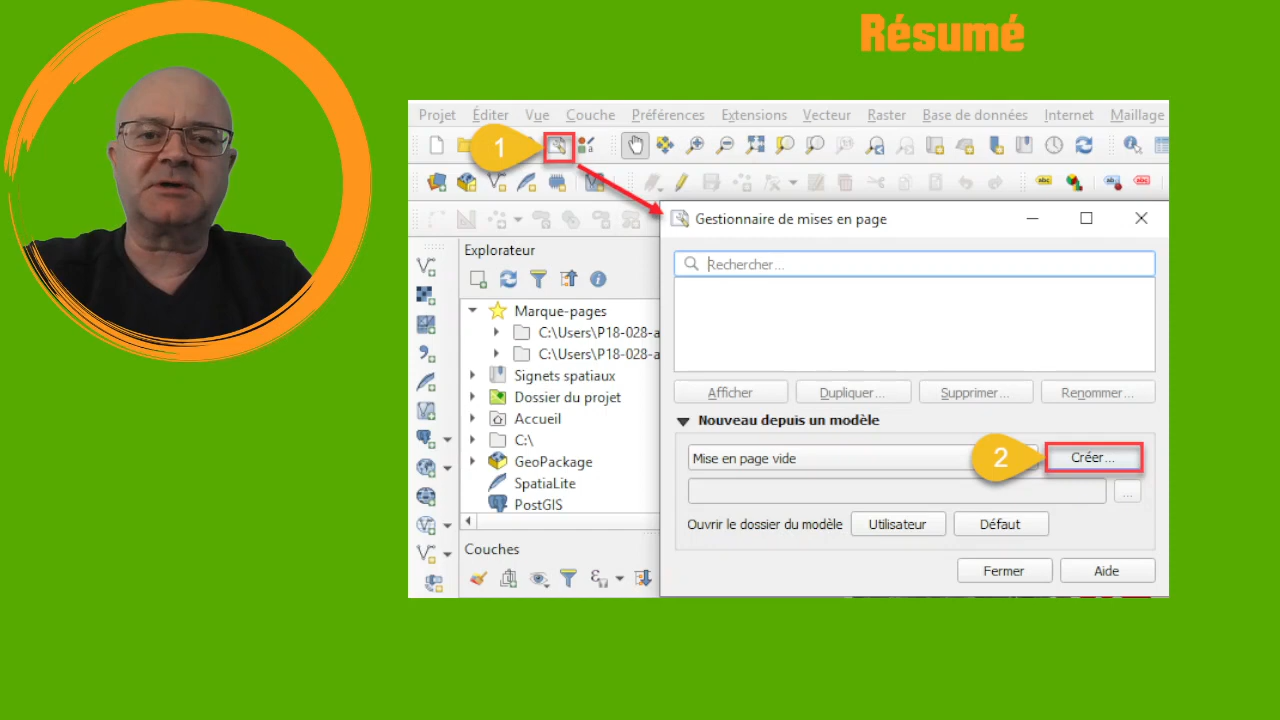 Résumé
Projet Éditer Vue Couche Préférences Extensions Vecteur Raster Base de données Internet Maillage
1
Gestionnaire de mises en page
Explorateur
Rechercher...
Marque-pages
C:\Users\P18-028-a
C:\Users\P18-028-a
Signets spatiaux
Afficher Dupliquer... Supprimer... Renommer...
Dossier du projet
Accueil
Nouveau depuis un modèle
C:\
GeoPackage
Mise en page vide
2
Créer...
SpatiaLite
...
PostGIS
Ouvrir le dossier du modèle Utilisateur Défaut
Couches
Fermer Aide